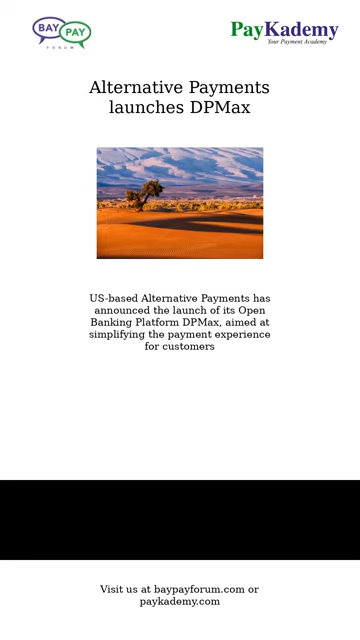 BAY
PAY
FORUM
PayKademy
Your Payment Academy
Alternative Payments
launches DPMax
US-based Alternative Payments has
announced the launch of its Open
Banking Platform DPMax, aimed at
simplifying the payment experience
for customers
Visit us at baypayforum.com or
paykademy.com